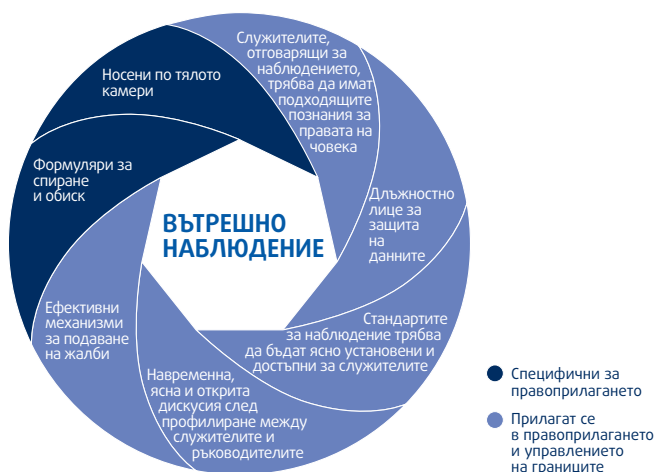 Служителите,
отговарящи за
наблюдението,
трябва да имат
подходящите
познания за
правата на
човека
Длъжностно
лице за
защита
на
данните
Стандартите
за наблюдение трябва
да бъдат ясно установени и
достъпни за служителите
Навременна,
ясна и открита
дискусия след
профилиране между
служителите и
ръководителите
Ефективни
механизми
за подаване
на жалби
Формуляри за
спиране
и обиск
Носени по тялото
камери
ВЪТРЕШНО
НАБЛЮДЕНИЕ
Специфични за
правоприлагането
Прилагат се
в правоприлагането
и управлението
на границите